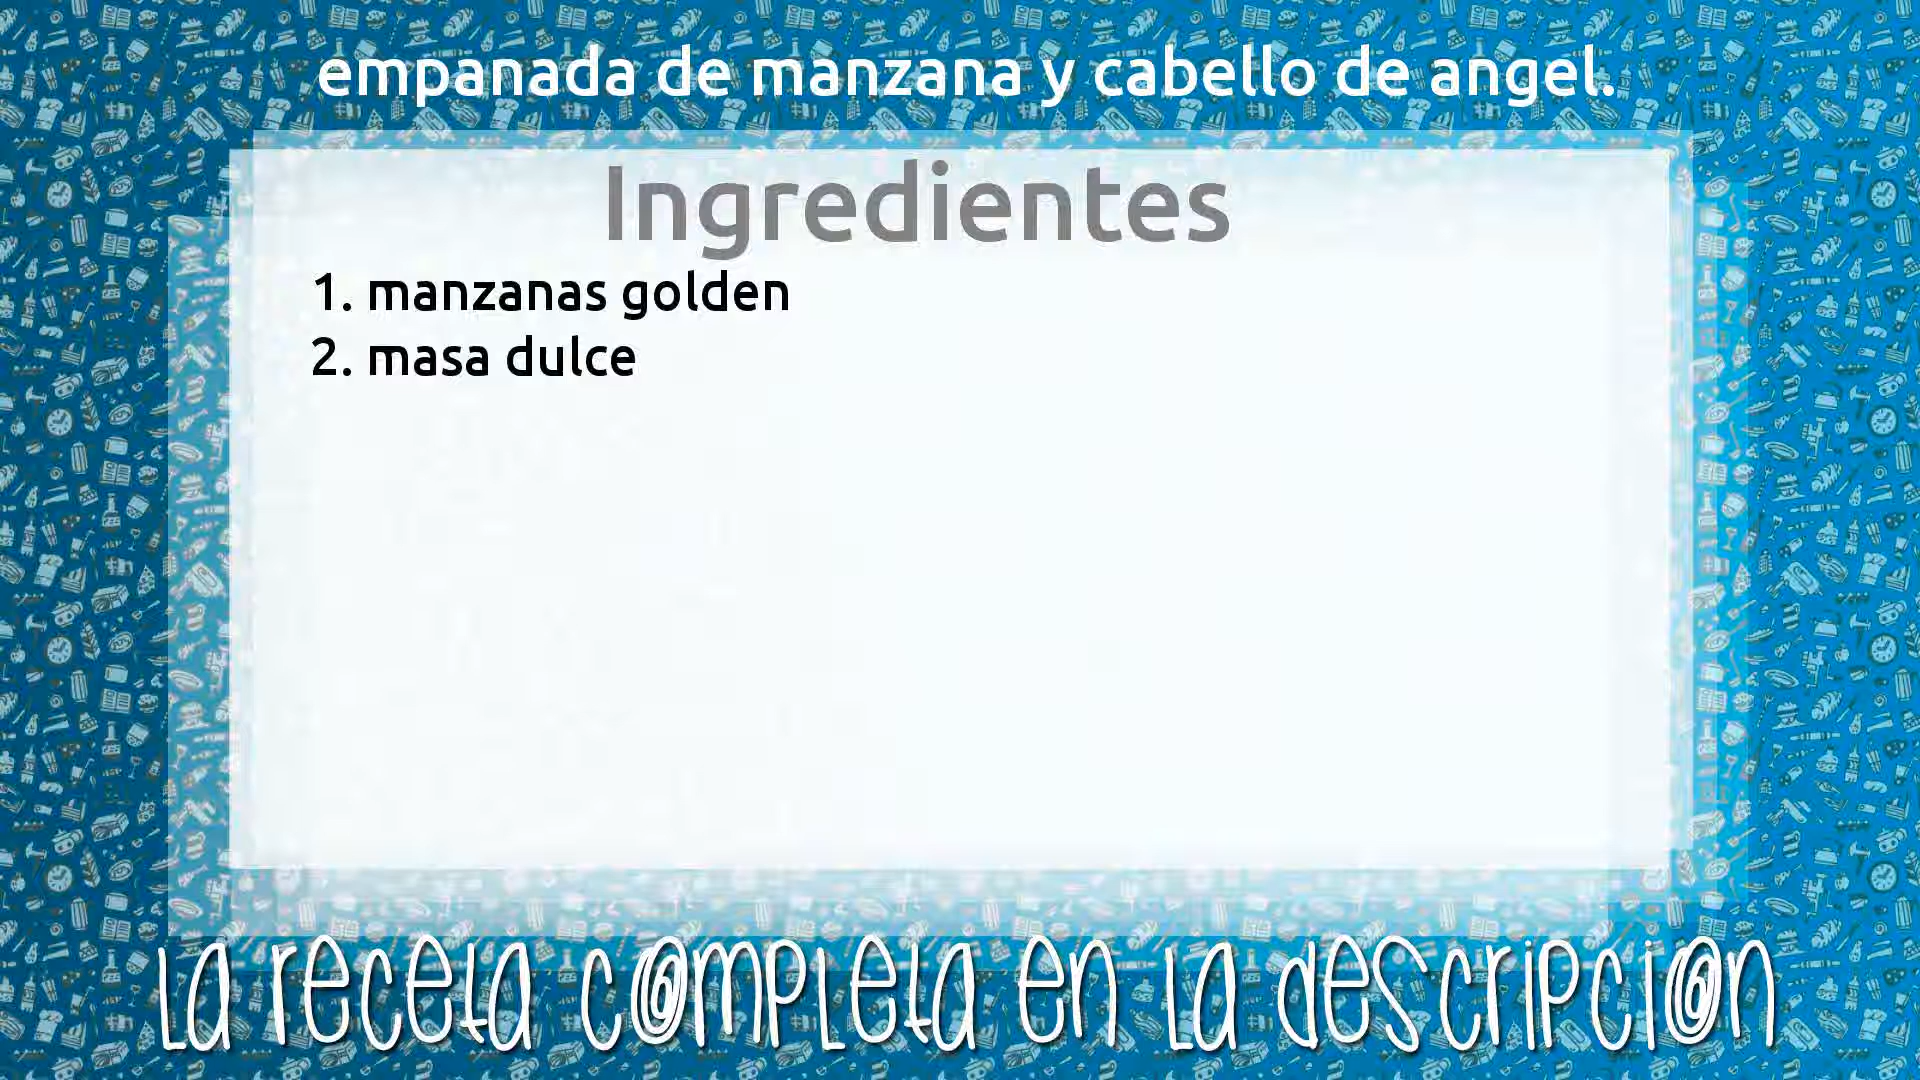 empanada de manzana y cabello de angel.
Ingredientes
1. manzanas golden
2. masa dulce
La receta c@mpleta en la descripci@n